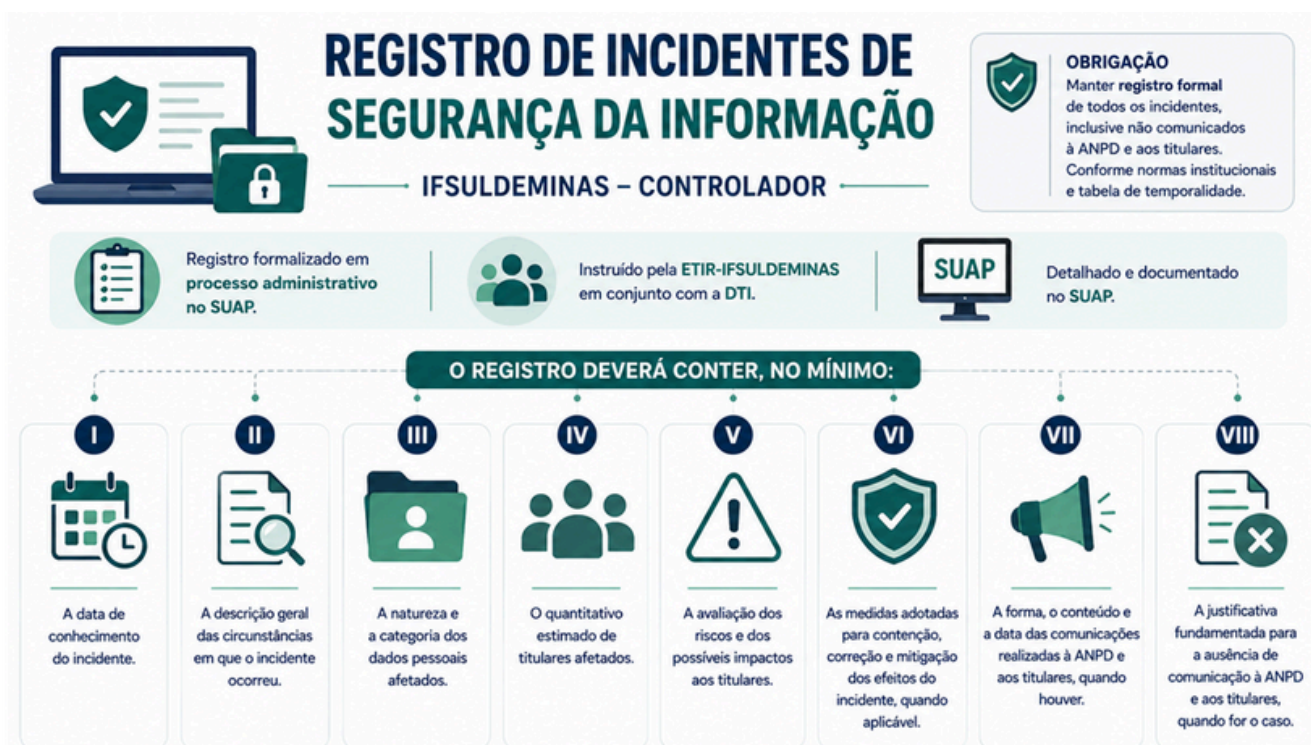 REGISTRO DE INCIDENTES DE
SEGURANÇA DA INFORMAÇÃO
IFSULDEMINAS – CONTROLADOR
OBRIGAÇÃO
Manter registro formal
de todos os incidentes,
inclusive não comunicados
à ANPD e aos titulares.
Conforme normas institucionais
e tabela de temporalidade.
Registro formalizado em
processo administrativo
no SUAP.
Instruído pela ETIR-IFSULDEMINAS
em conjunto com a DTI.
SUAP
Detalhado e documentado
no SUAP.
O REGISTRO DEVERÁ CONTER, NO MÍNIMO:
I
A data de
conhecimento
do incidente.
II
A descrição geral
das circunstâncias
em que o incidente
ocorreu.
III
A natureza e
a categoria dos
dados pessoais
afetados.
IV
O quantitativo
estimado de
titulares afetados.
V
A avaliação dos
riscos e dos
possíveis impactos
aos titulares.
VI
As medidas adotadas
para contenção,
correção e mitigação
dos efeitos do
incidente, quando
aplicável.
VII
A forma, o conteúdo e
a data das comunicações
realizadas à ANPD e
aos titulares, quando
houver.
VIII
A justificativa
fundamentada para
a ausência de
comunicação à ANPD
e aos titulares,
quando for o caso.